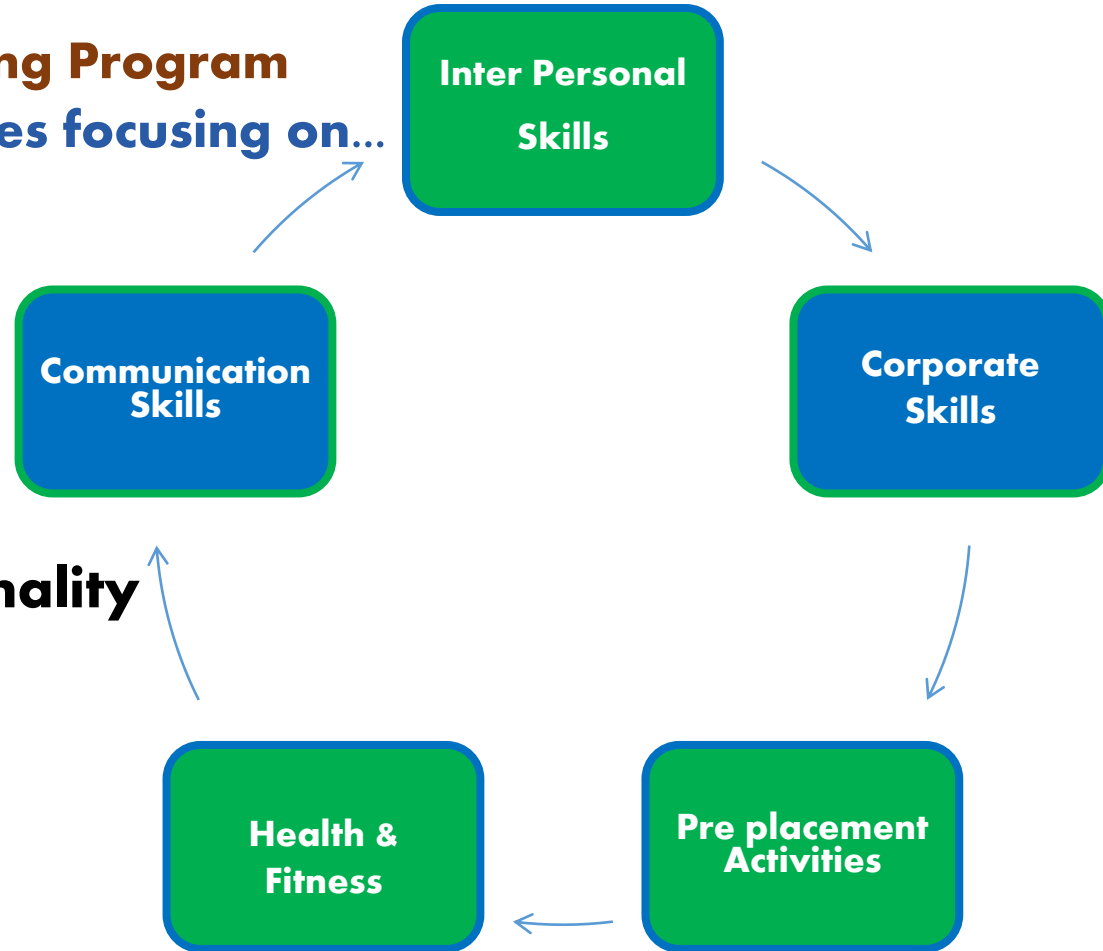 ng Program
es focusing on...
Inter Personal
Skills
Communication
Skills
Corporate
Skills
nality
Health &
Fitness
Pre placement
Activities